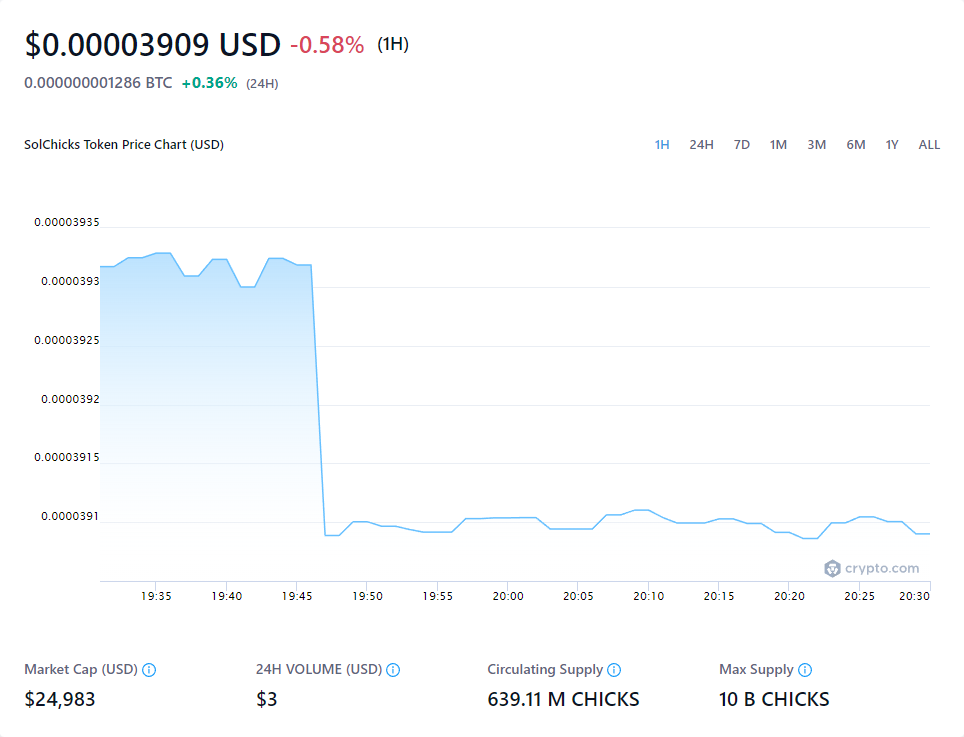 $0.00003909 USD -0.58% (1H)
0.000000001286 BTC +0.36% (24H)
SolChicks Token Price Chart (USD)
1H 24H 7D 1M 3M 6M 1Y ALL
0.00003935
0.0000393
0.00003925
0.0000392
0.00003915
0.0000391
crypto.com
19:35 19:40 19:45 19:50 19:55 20:00 20:05 20:10 20:15 20:20 20:25 20:30
Market Cap (USD) 24H VOLUME (USD) Circulating Supply Max Supply
$24,983 $3 639.11 M CHICKS 10 B CHICKS